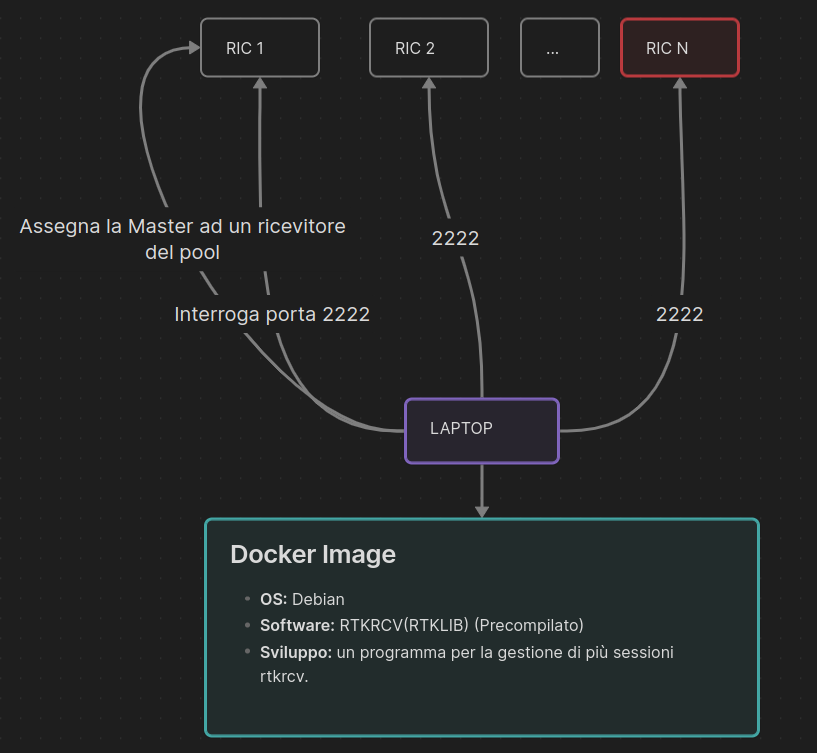 RIC 1
RIC 2
...
RIC N
Assegna la Master ad un ricevitore
del pool
2222
Interroga porta 2222
2222
LAPTOP
Docker Image
• OS: Debian
• Software: RTKRCV(RTKLIB) (Precompilato)
• Sviluppo: un programma per la gestione di più sessioni
rtkrcv.